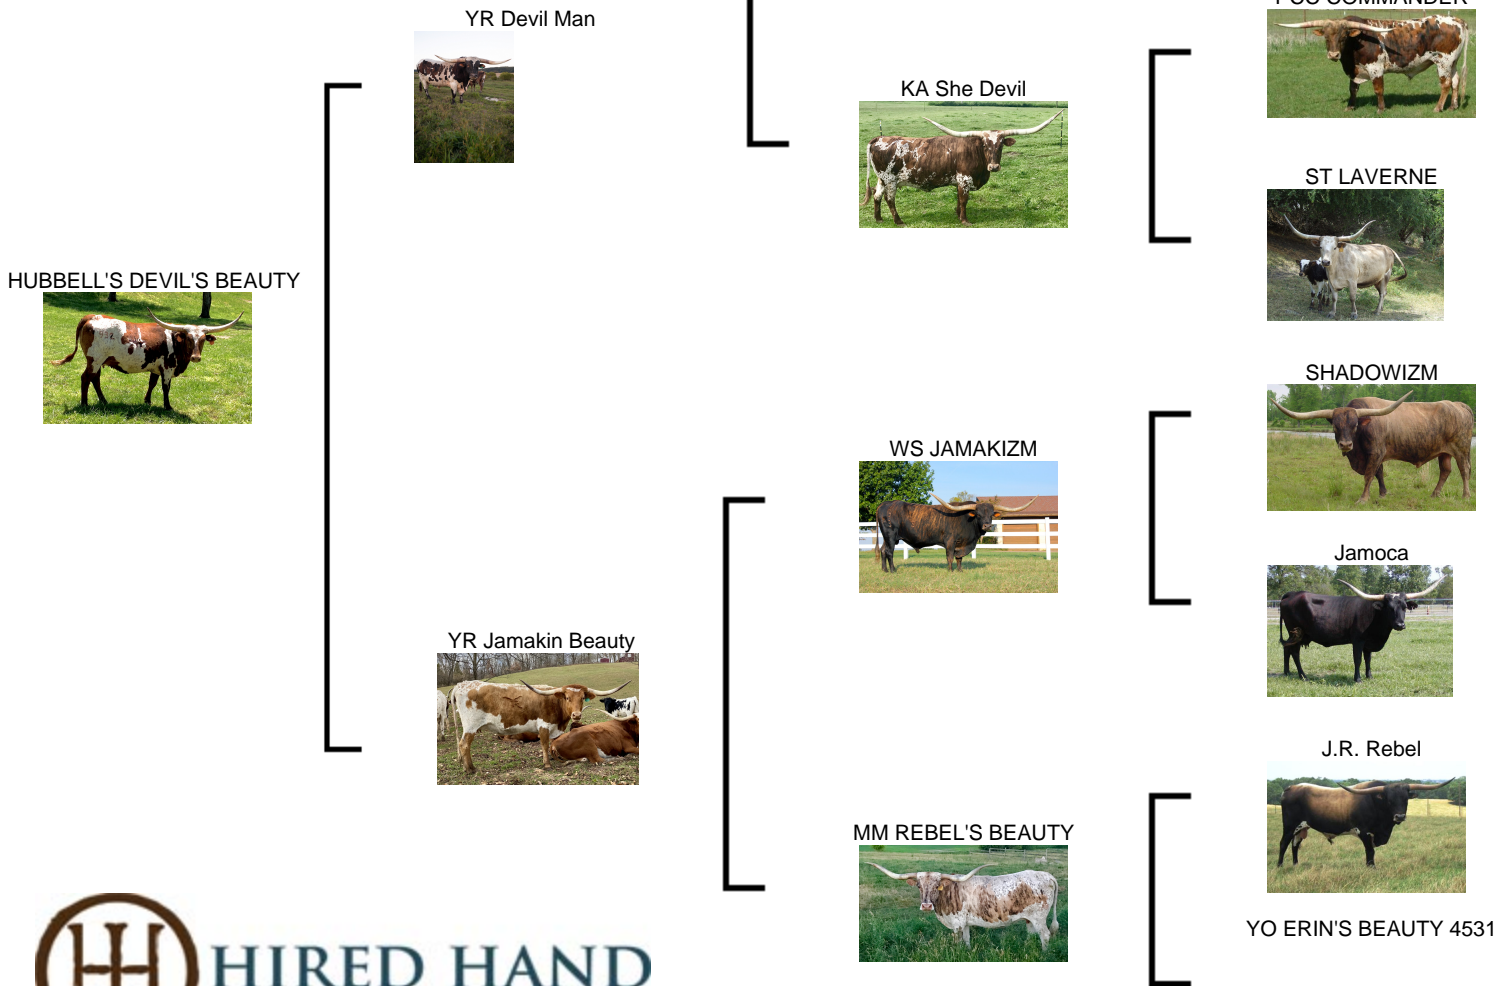 YR Devil Man
KA She Devil
ST LAVERNE
HUBBELL'S DEVIL'S BEAUTY
SHADOWIZM
WS JAMAKIZM
Jamoca
YR Jamakin Beauty
J.R. Rebel
MM REBEL'S BEAUTY
YO ERIN'S BEAUTY 4531
HIRED HAND